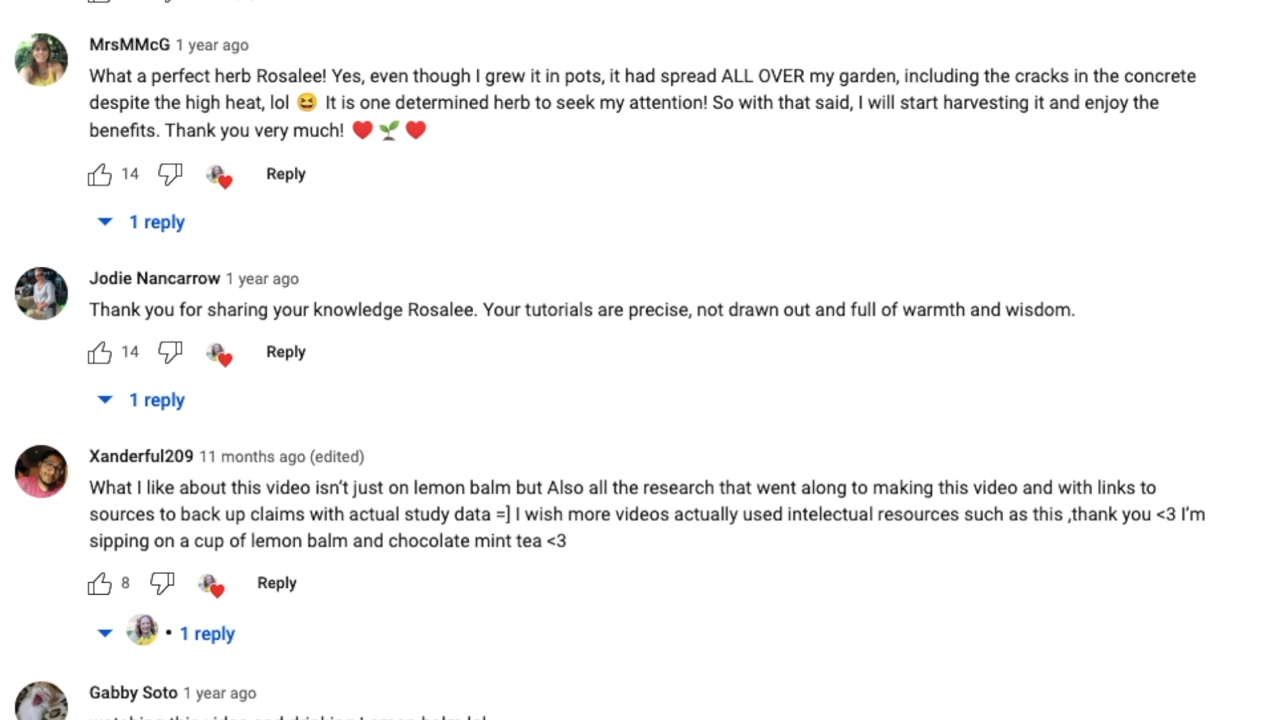 MrsMMcG 1 year ago
What a perfect herb Rosalee! Yes, even though I grew it in pots, it had spread ALL OVER my garden, including the cracks in the concrete
despite the high heat, lol 😆 It is one determined herb to seek my attention! So with that said, I will start harvesting it and enjoy the
benefits. Thank you very much! ❤️ 🌱 ❤️
14 Reply
1 reply
Jodie Nancarrow 1 year ago
Thank you for sharing your knowledge Rosalee. Your tutorials are precise, not drawn out and full of warmth and wisdom.
14 Reply
1 reply
Xanderful209 11 months ago (edited)
What I like about this video isn't just on lemon balm but Also all the research that went along to making this video and with links to
sources to back up claims with actual study data =] I wish more videos actually used intelectual resources such as this ,thank you <3 I'm
sipping on a cup of lemon balm and chocolate mint tea <3
8 Reply
• 1 reply
Gabby Soto 1 year ago
watching this video and drinking Lemon balm lol